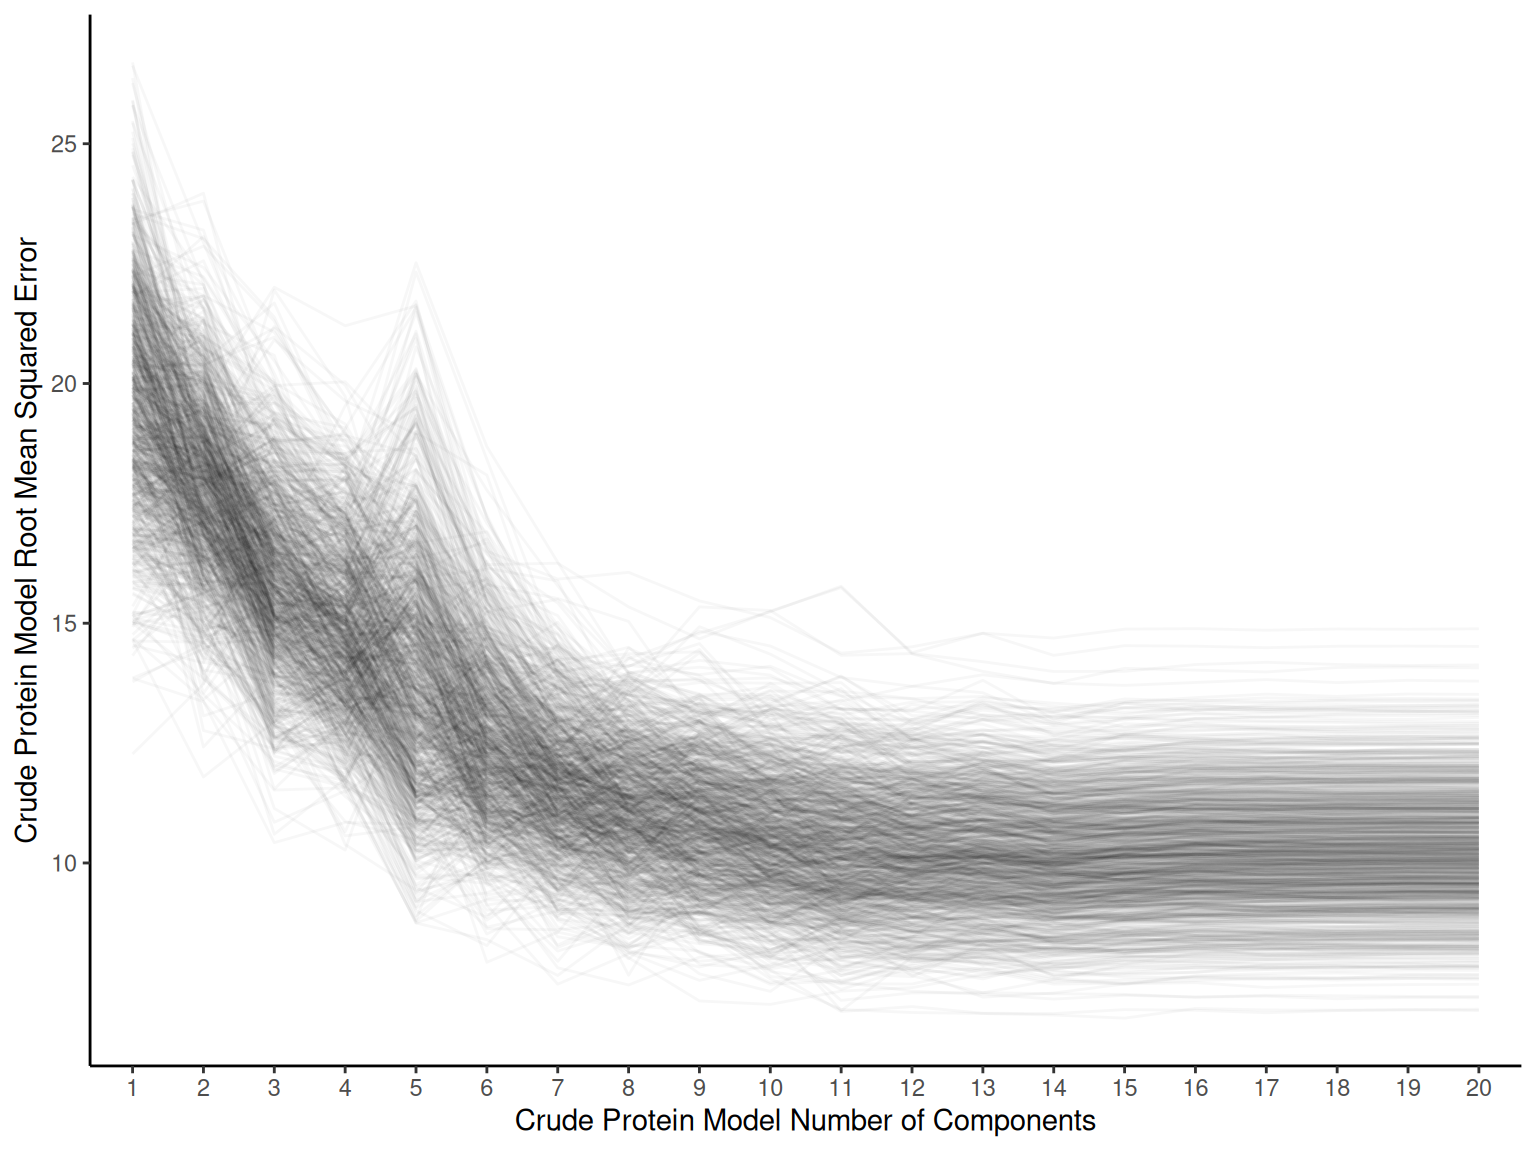 Crude Protein Model Root Mean Squared Error
25
20
15
10
1 2 3 4 5 6 7 8 9 10 11 12 13 14 15 16 17 18 19 20
Crude Protein Model Number of Components